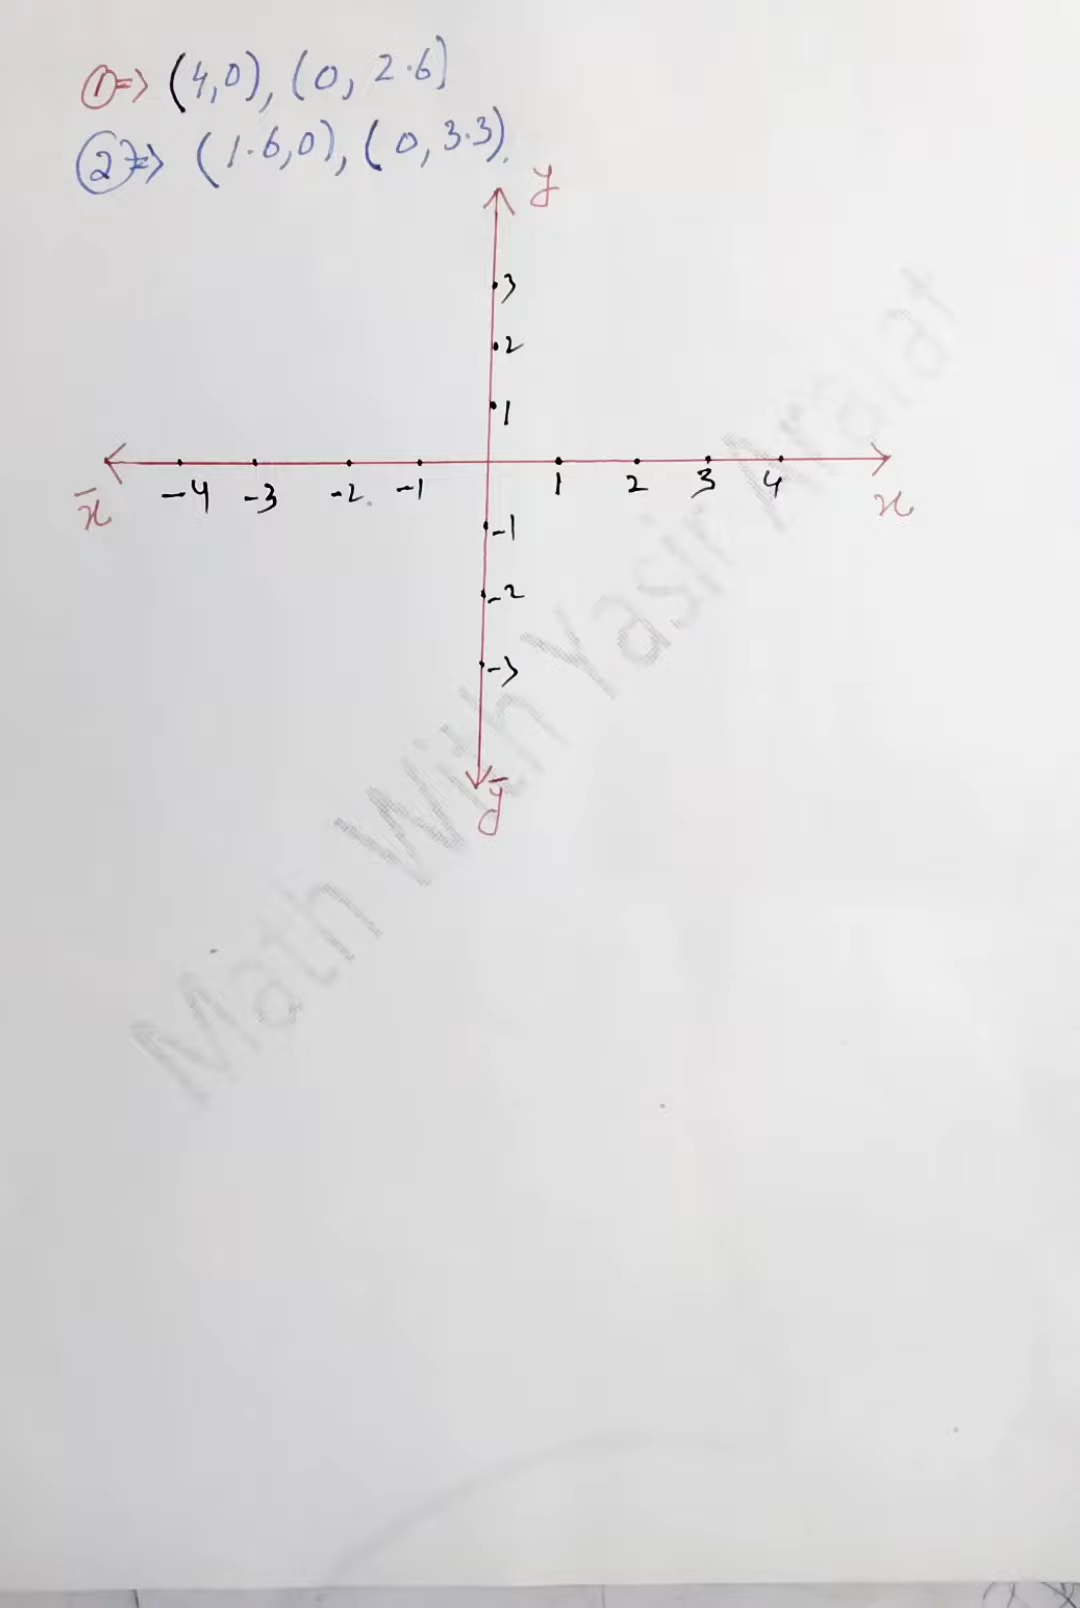 ①=> (4,0), (0, 2.6)
②=> (1.6,0), (0, 3.3).
y
3
2
1
-4 -3 -2 -1 1 2 3 4
x̄ x
-1
-2
-3
ȳ
Math With Yasir Arafat